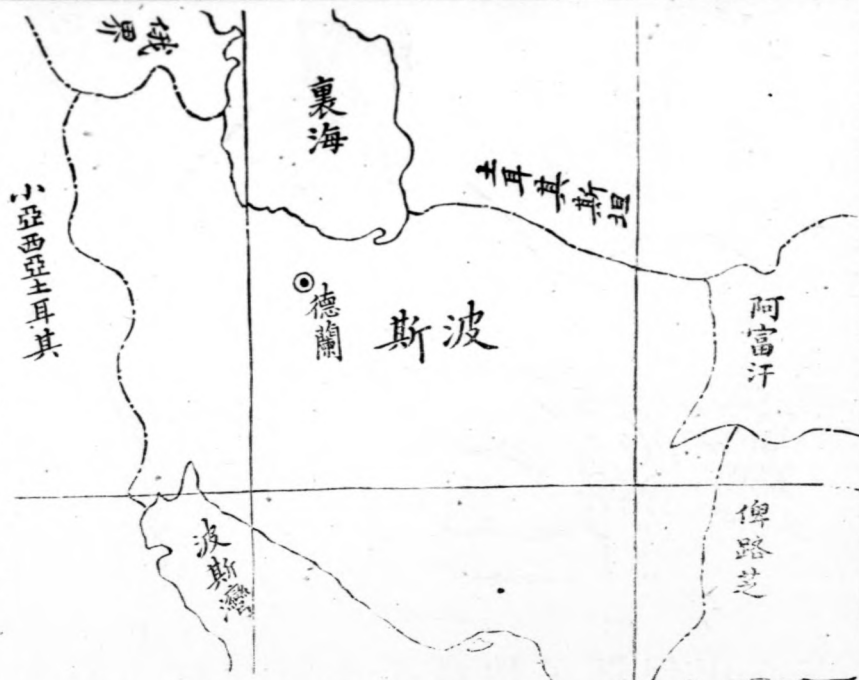 俄界
裏海
土耳其斯坦
小亞西亞土耳其
德蘭
波斯
阿富汗
波斯灣
俾路芝